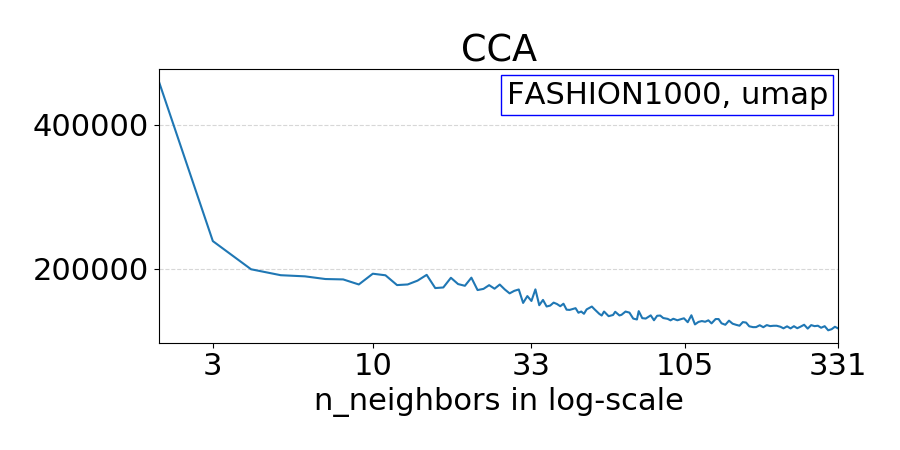 CCA
FASHION1000, umap
400000
200000
3 10 33 105 331
n_neighbors in log-scale